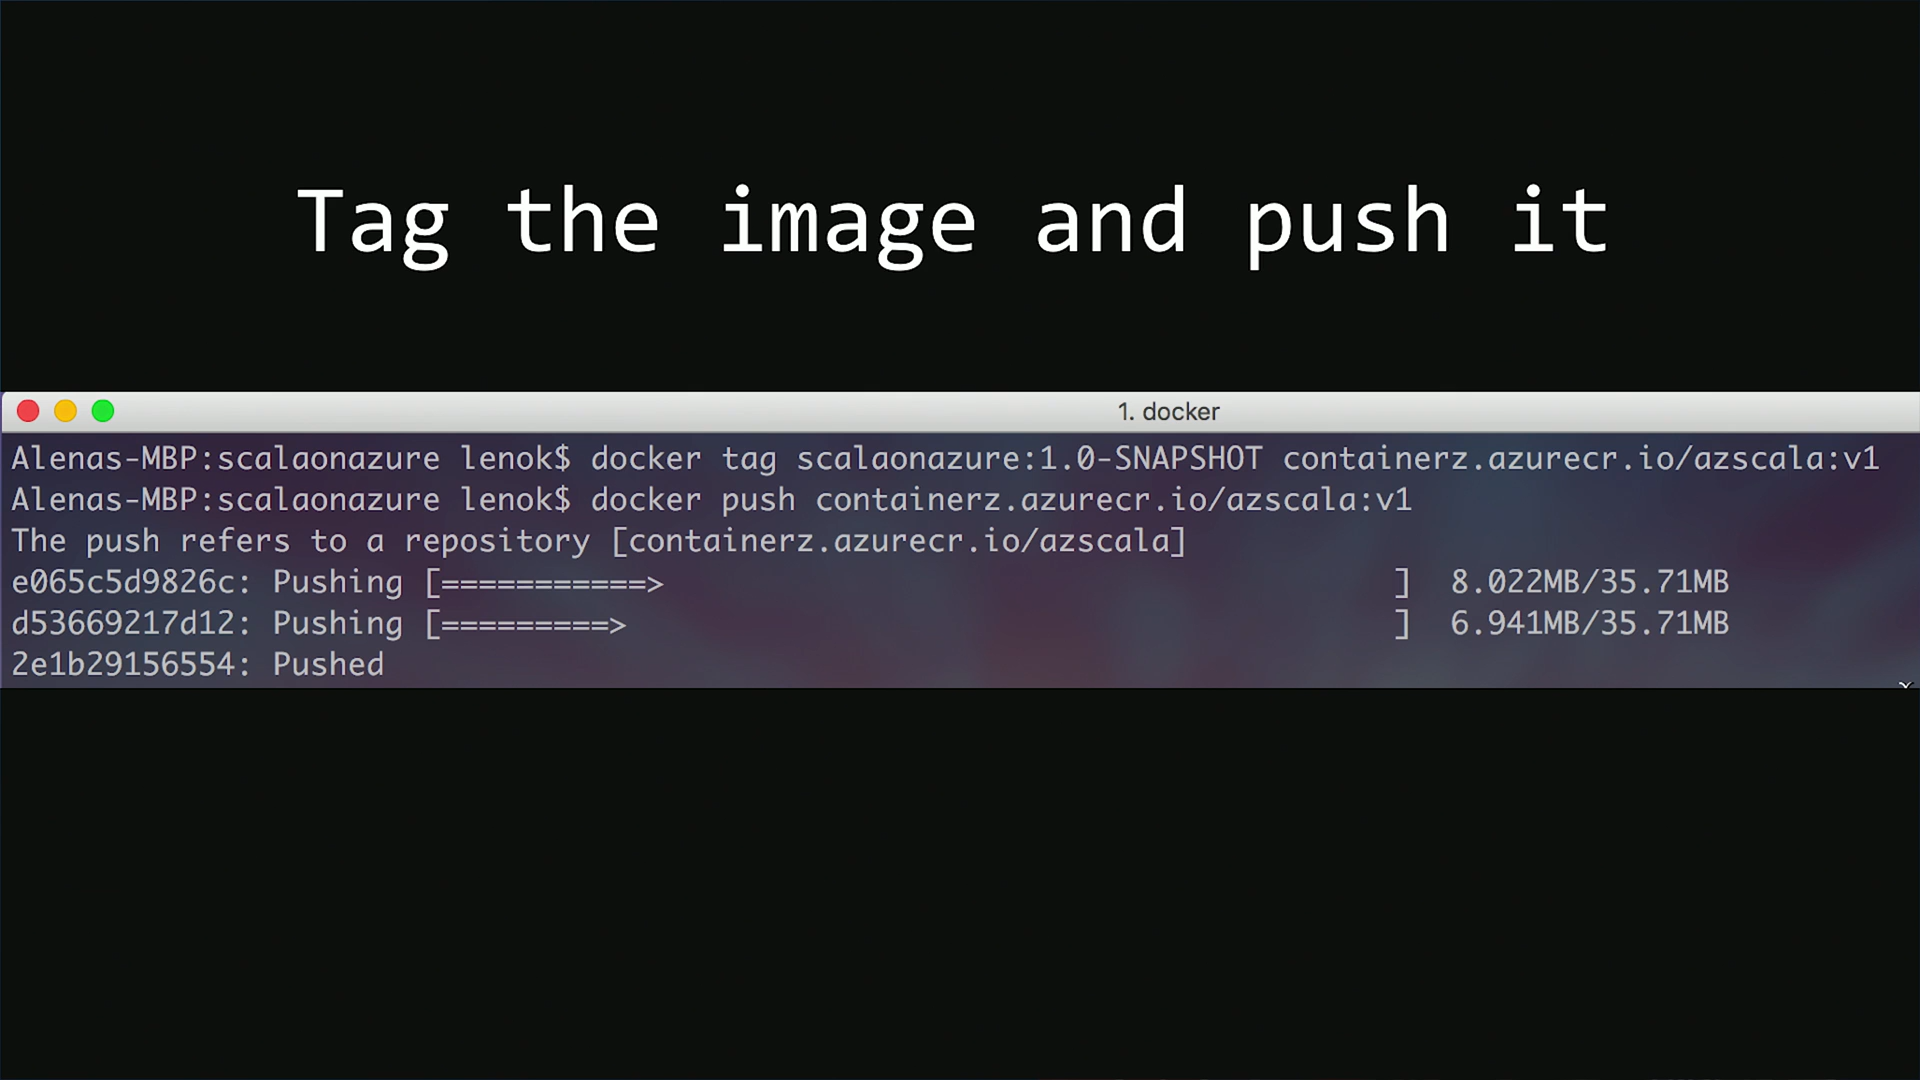 Tag the image and push it
1. docker
Alenas-MBP:scalaonazure lenok$ docker tag scalaonazure:1.0-SNAPSHOT containerz.azurecr.io/azscala:v1
Alenas-MBP:scalaonazure lenok$ docker push containerz.azurecr.io/azscala:v1
The push refers to a repository [containerz.azurecr.io/azscala]
e065c5d9826c: Pushing [===========>                                       ]  8.022MB/35.71MB
d53669217d12: Pushing [=========>                                         ]  6.941MB/35.71MB
2e1b29156554: Pushed